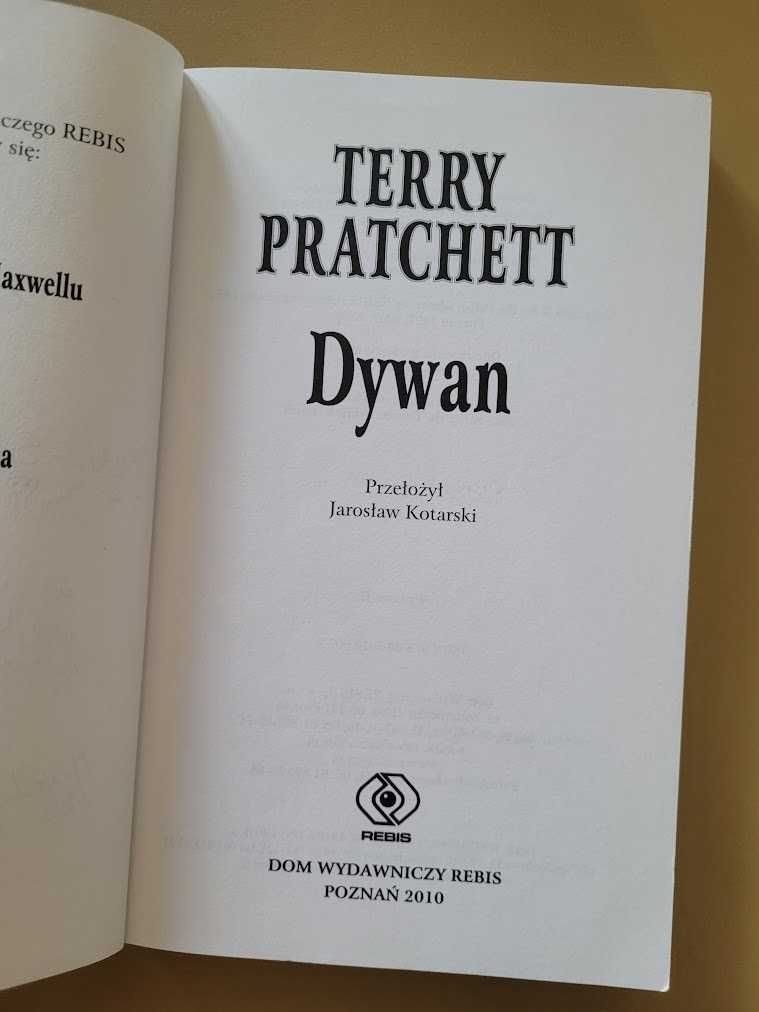 czego REBIS
się:
axwellu
a
TERRY
PRATCHETT
Dywan
Przełożył
Jarosław Kotarski
REBIS
DOM WYDAWNICZY REBIS
POZNAŃ 2010